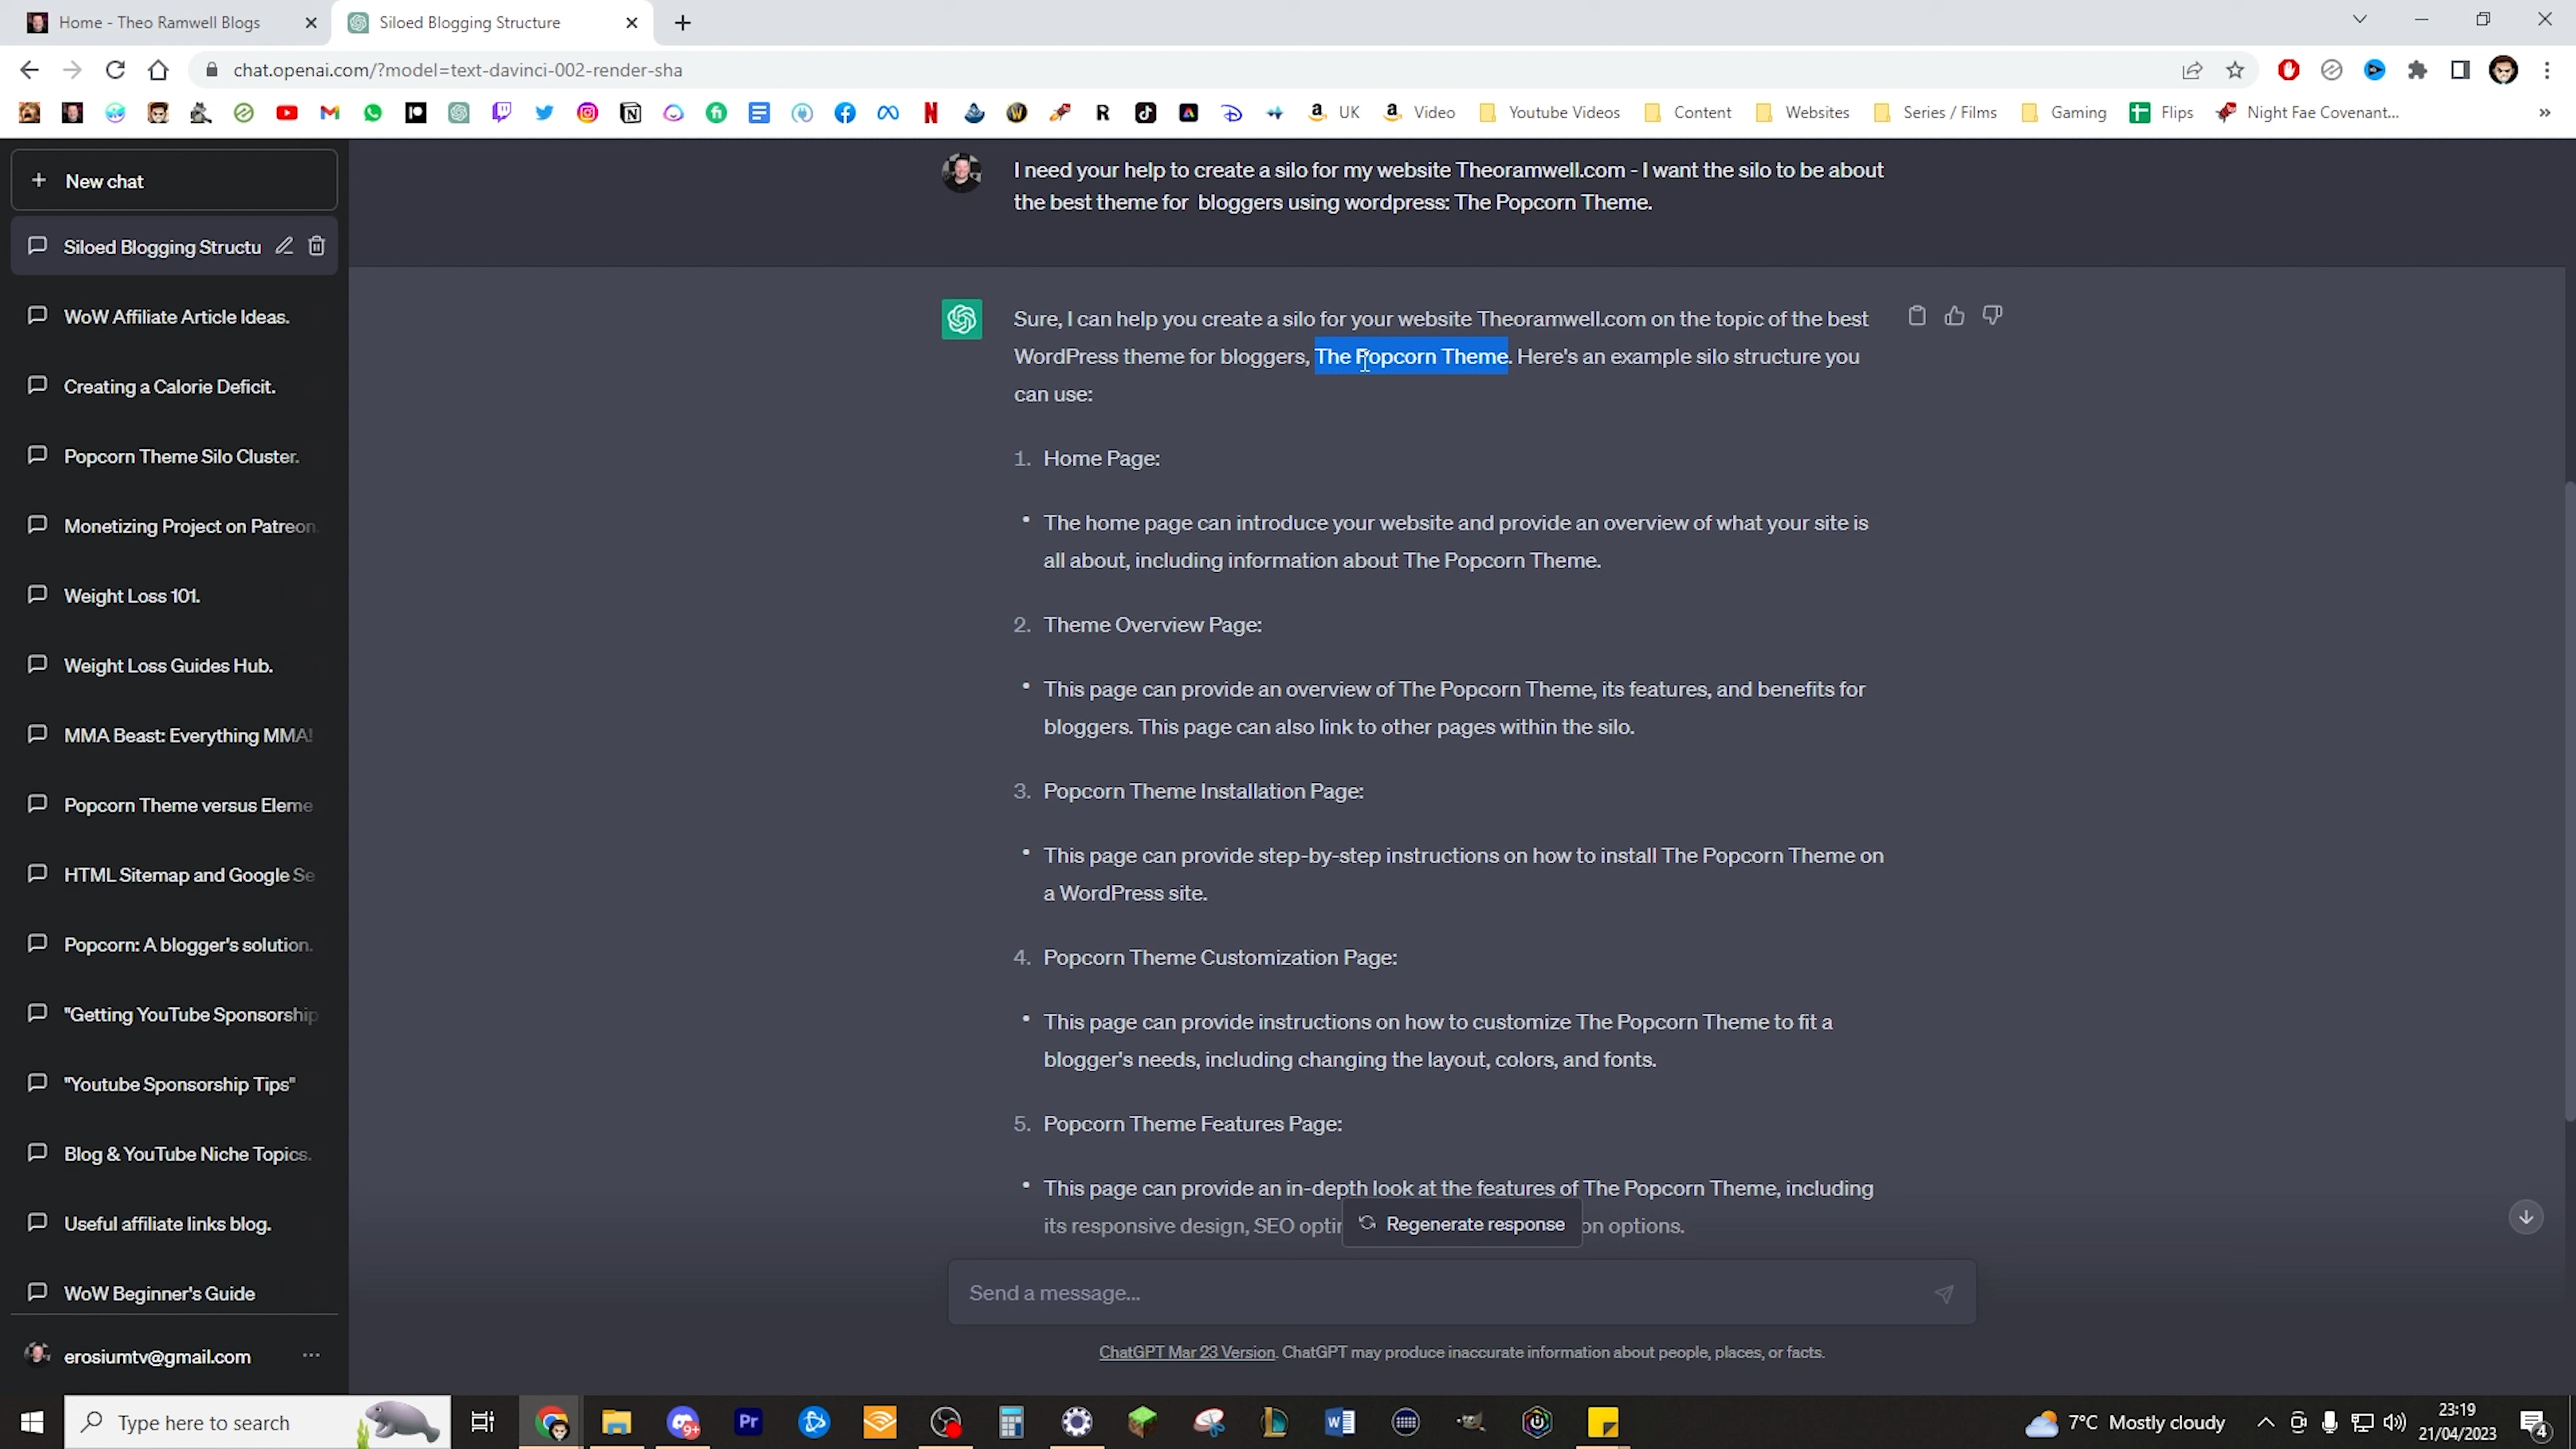 Home - Theo Ramwell Blogs
Siloed Blogging Structure
chat.openai.com/?model=text-davinci-002-render-sha
UK
Video
Youtube Videos
Content
Websites
Series / Films
Gaming
Flips
Night Fae Covenant...
New chat
Siloed Blogging Structu
WoW Affiliate Article Ideas.
Creating a Calorie Deficit.
Popcorn Theme Silo Cluster.
Monetizing Project on Patreon.
Weight Loss 101.
Weight Loss Guides Hub.
MMA Beast: Everything MMA!
Popcorn Theme versus Eleme
HTML Sitemap and Google Se
Popcorn: A blogger's solution.
"Getting YouTube Sponsorship
"Youtube Sponsorship Tips"
Blog & YouTube Niche Topics.
Useful affiliate links blog.
WoW Beginner's Guide
erosiumtv@gmail.com
I need your help to create a silo for my website Theoramwell.com - I want the silo to be about
the best theme for bloggers using wordpress: The Popcorn Theme.
Sure, I can help you create a silo for your website Theoramwell.com on the topic of the best
WordPress theme for bloggers, The Popcorn Theme. Here's an example silo structure you
can use:
1. Home Page:
• The home page can introduce your website and provide an overview of what your site is
all about, including information about The Popcorn Theme.
2. Theme Overview Page:
• This page can provide an overview of The Popcorn Theme, its features, and benefits for
bloggers. This page can also link to other pages within the silo.
3. Popcorn Theme Installation Page:
• This page can provide step-by-step instructions on how to install The Popcorn Theme on
a WordPress site.
4. Popcorn Theme Customization Page:
• This page can provide instructions on how to customize The Popcorn Theme to fit a
blogger's needs, including changing the layout, colors, and fonts.
5. Popcorn Theme Features Page:
• This page can provide an in-depth look at the features of The Popcorn Theme, including
its responsive design, SEO opti
on options.
Regenerate response
Send a message...
ChatGPT Mar 23 Version. ChatGPT may produce inaccurate information about people, places, or facts.
Type here to search
Pr
9+
7°C Mostly cloudy
23:19
21/04/2023
4